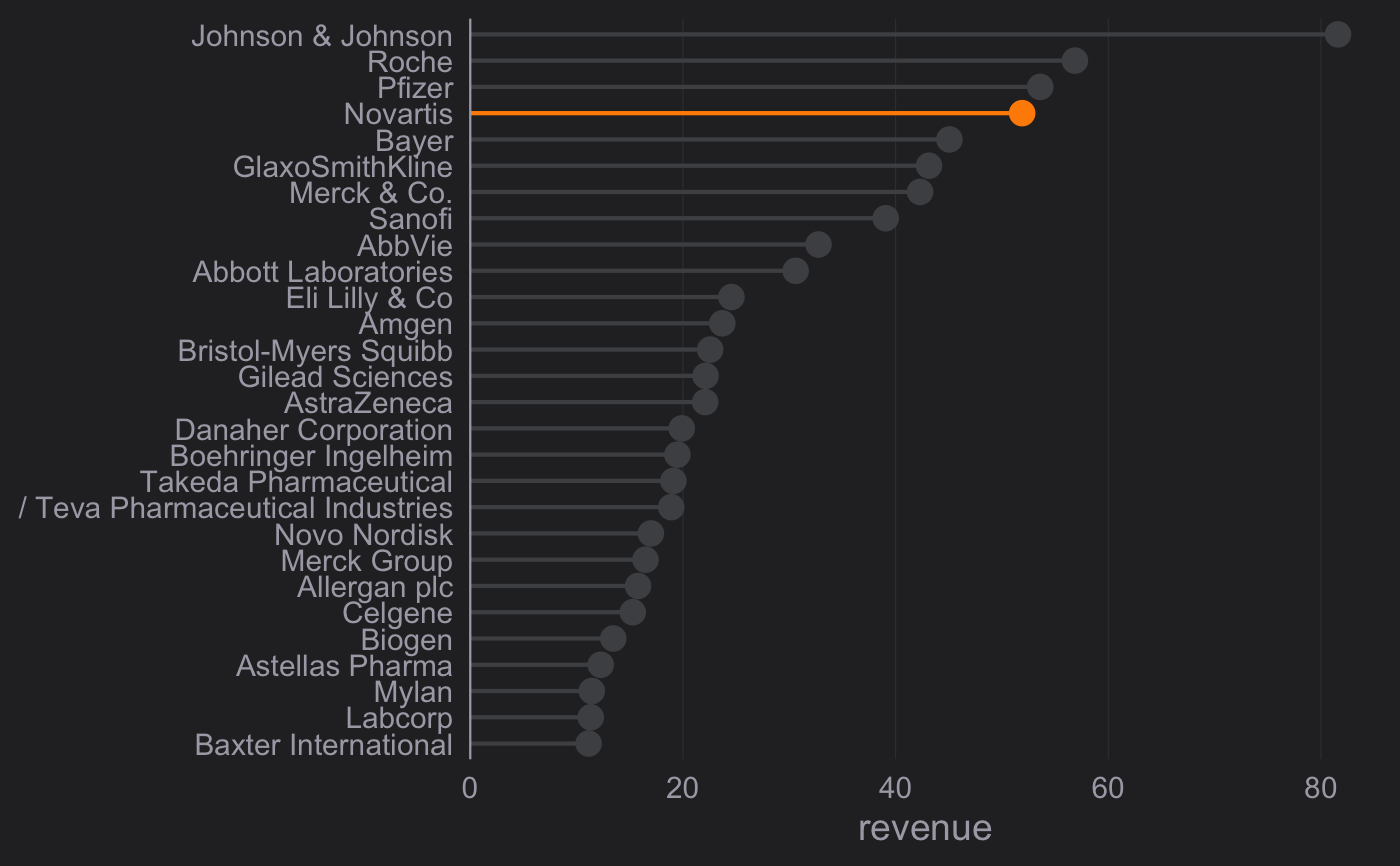 Johnson & Johnson
Roche
Pfizer
Novartis
Bayer
GlaxoSmithKline
Merck & Co.
Sanofi
AbbVie
Abbott Laboratories
Eli Lilly & Co
Amgen
Bristol-Myers Squibb
Gilead Sciences
AstraZeneca
Danaher Corporation
Boehringer Ingelheim
Takeda Pharmaceutical
/ Teva Pharmaceutical Industries
Novo Nordisk
Merck Group
Allergan plc
Celgene
Biogen
Astellas Pharma
Mylan
Labcorp
Baxter International
0 20 40 60 80
revenue